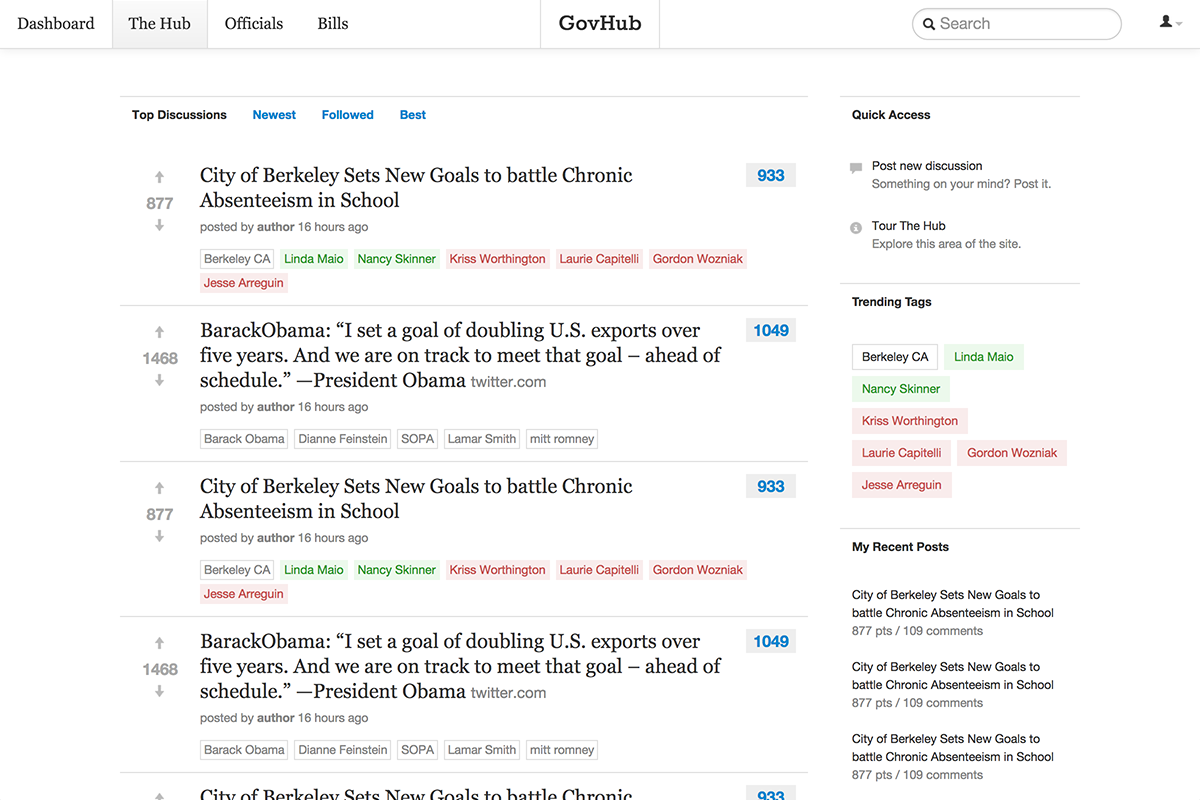 Dashboard The Hub Officials Bills GovHub Search
Top Discussions Newest Followed Best
877
City of Berkeley Sets New Goals to battle Chronic
Absenteeism in School
933
posted by author 16 hours ago
Berkeley CA Linda Maio Nancy Skinner Kriss Worthington Laurie Capitelli Gordon Wozniak
Jesse Arreguin
1468
BarackObama: “I set a goal of doubling U.S. exports over
five years. And we are on track to meet that goal – ahead of
schedule.” —President Obama twitter.com
1049
posted by author 16 hours ago
Barack Obama Dianne Feinstein SOPA Lamar Smith mitt romney
877
City of Berkeley Sets New Goals to battle Chronic
Absenteeism in School
933
posted by author 16 hours ago
Berkeley CA Linda Maio Nancy Skinner Kriss Worthington Laurie Capitelli Gordon Wozniak
Jesse Arreguin
1468
BarackObama: “I set a goal of doubling U.S. exports over
five years. And we are on track to meet that goal – ahead of
schedule.” —President Obama twitter.com
1049
posted by author 16 hours ago
Barack Obama Dianne Feinstein SOPA Lamar Smith mitt romney
City of Berkeley Sets New Goals to battle Chronic
933
Quick Access
Post new discussion
Something on your mind? Post it.
Tour The Hub
Explore this area of the site.
Trending Tags
Berkeley CA Linda Maio
Nancy Skinner
Kriss Worthington
Laurie Capitelli Gordon Wozniak
Jesse Arreguin
My Recent Posts
City of Berkeley Sets New Goals to
battle Chronic Absenteeism in School
877 pts / 109 comments
City of Berkeley Sets New Goals to
battle Chronic Absenteeism in School
877 pts / 109 comments
City of Berkeley Sets New Goals to
battle Chronic Absenteeism in School
877 pts / 109 comments